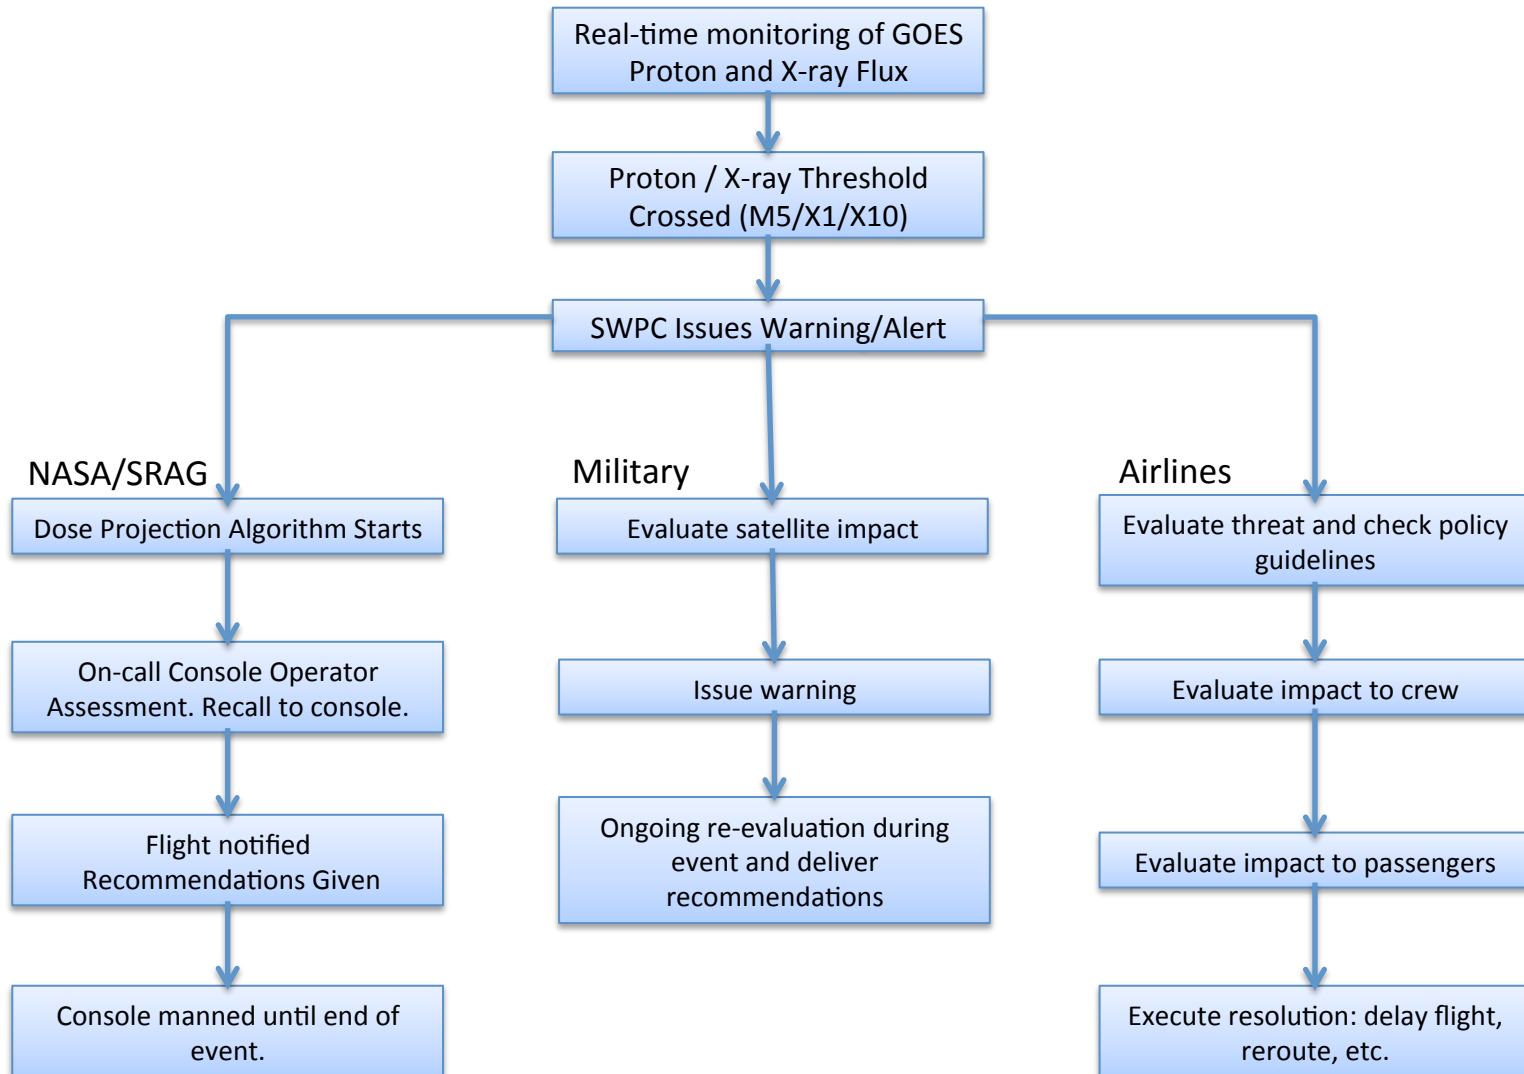 Real-time monitoring of GOES
Proton and X-ray Flux
Proton / X-ray Threshold
Crossed (M5/X1/X10)
SWPC Issues Warning/Alert
NASA/SRAG
Dose Projection Algorithm Starts
On-call Console Operator
Assessment. Recall to console.
Flight notified
Recommendations Given
Console manned until end of
event.
Military
Evaluate satellite impact
Issue warning
Ongoing re-evaluation during
event and deliver
recommendations
Airlines
Evaluate threat and check policy
guidelines
Evaluate impact to crew
Evaluate impact to passengers
Execute resolution: delay flight,
reroute, etc.